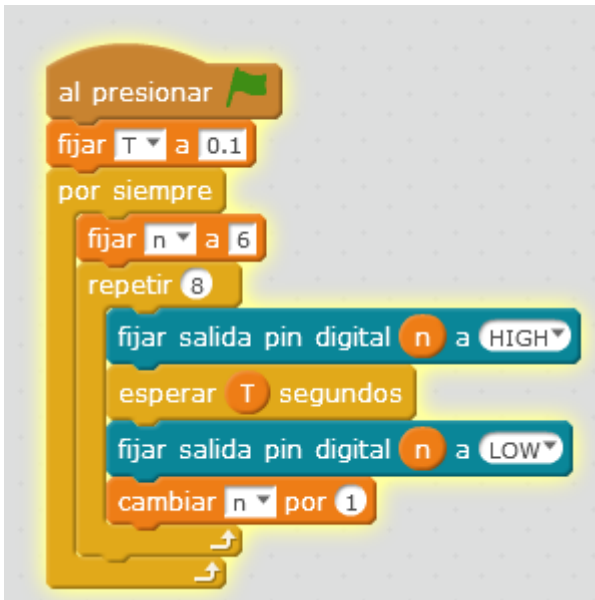 al presionar
fijar T a 0.1
por siempre
fijar n a 6
repetir 8
fijar salida pin digital n a HIGH
esperar T segundos
fijar salida pin digital n a LOW
cambiar n por 1